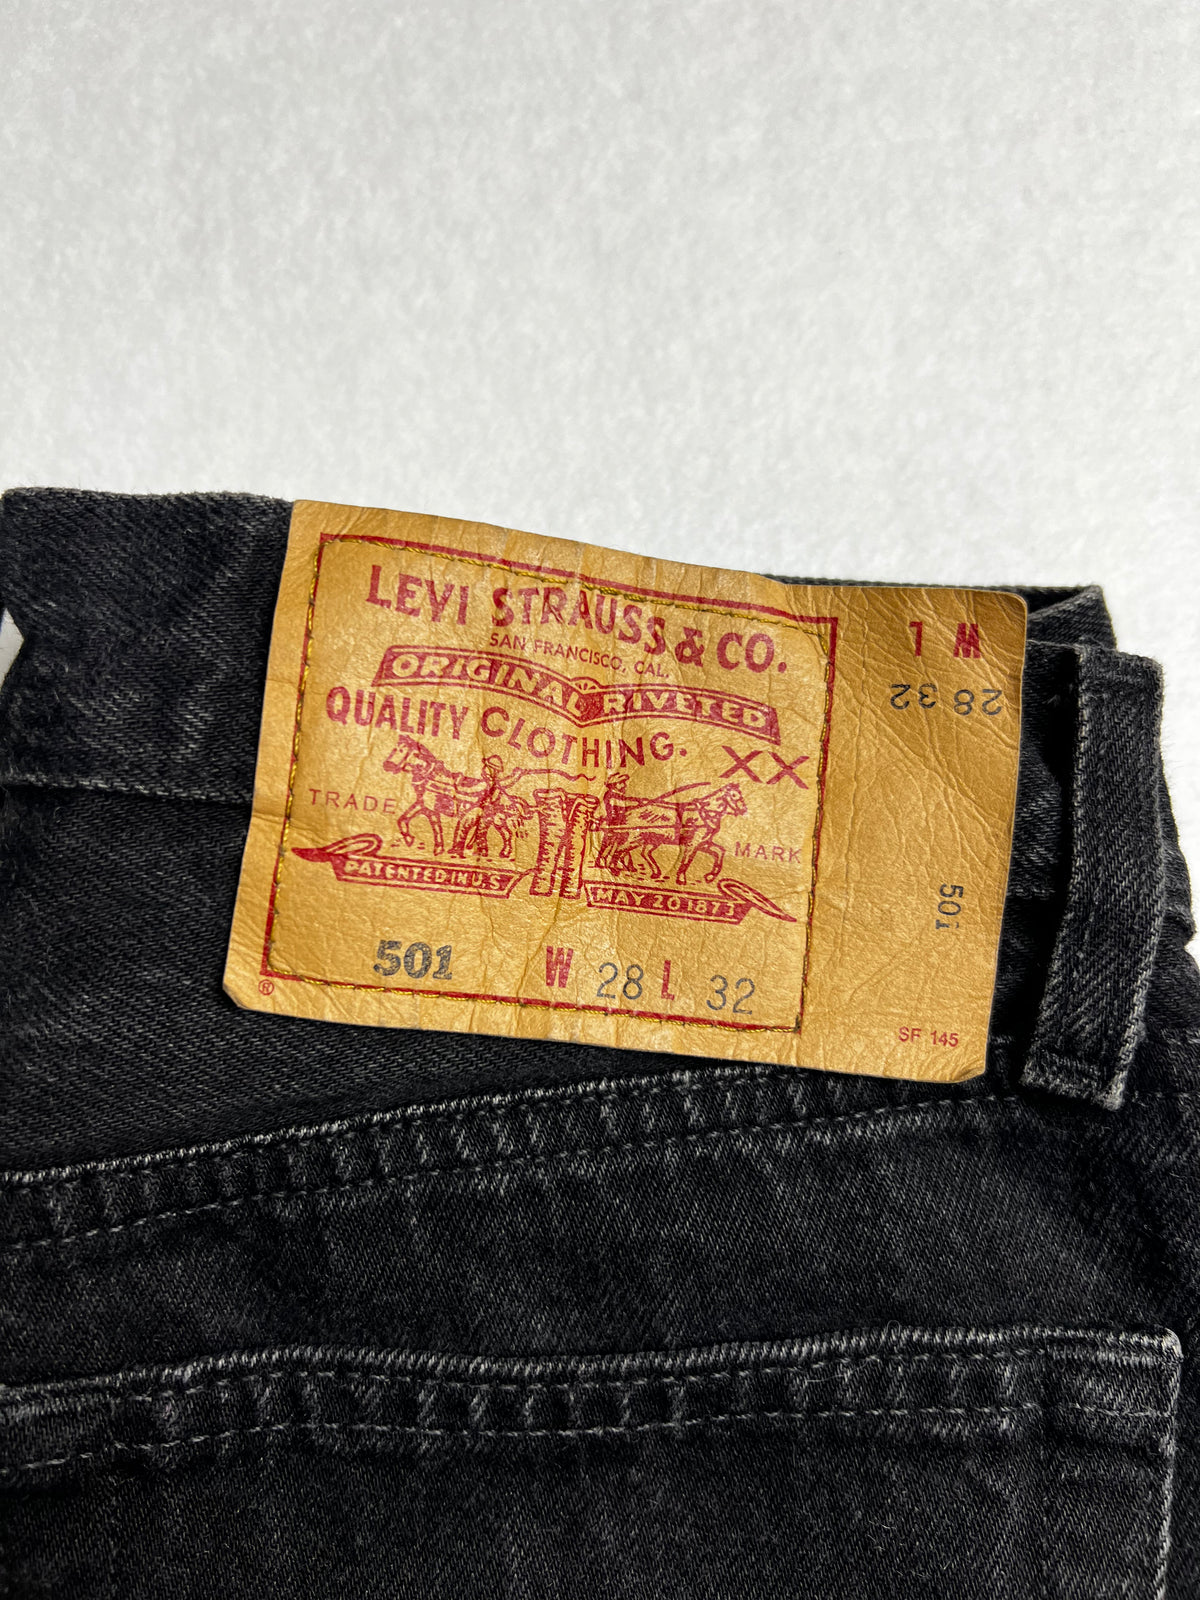 LEVI STRAUSS & CO.
SAN FRANCISCO, CAL.
ORIGINAL RIVETED
QUALITY CLOTHING.
XX
TRADE MARK
PATENTED IN U.S
MAY 20 1873
501 W 28 L 32
®
1 M
28 32
501
SF 145